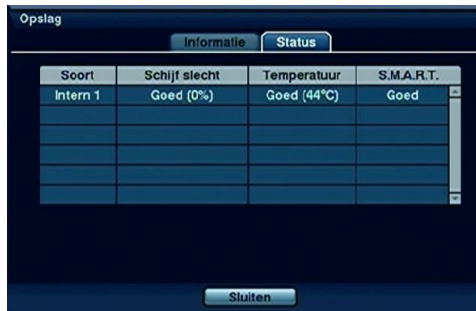 Opslag
Informatie Status
Soort Schijf slecht Temperatuur S.M.A.R.T.
Intern 1 Goed (0%) Goed (44°C) Goed
Sluiten